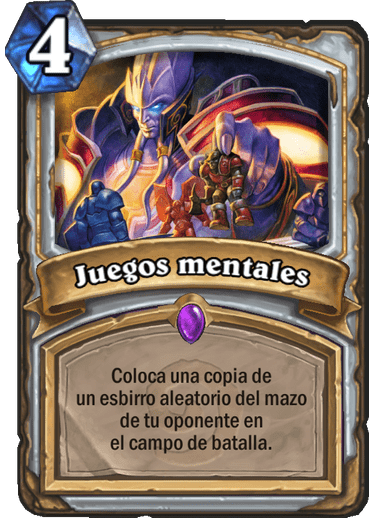 4
Juegos mentales
Coloca una copia de
un esbirro aleatorio del mazo
de tu oponente en
el campo de batalla.